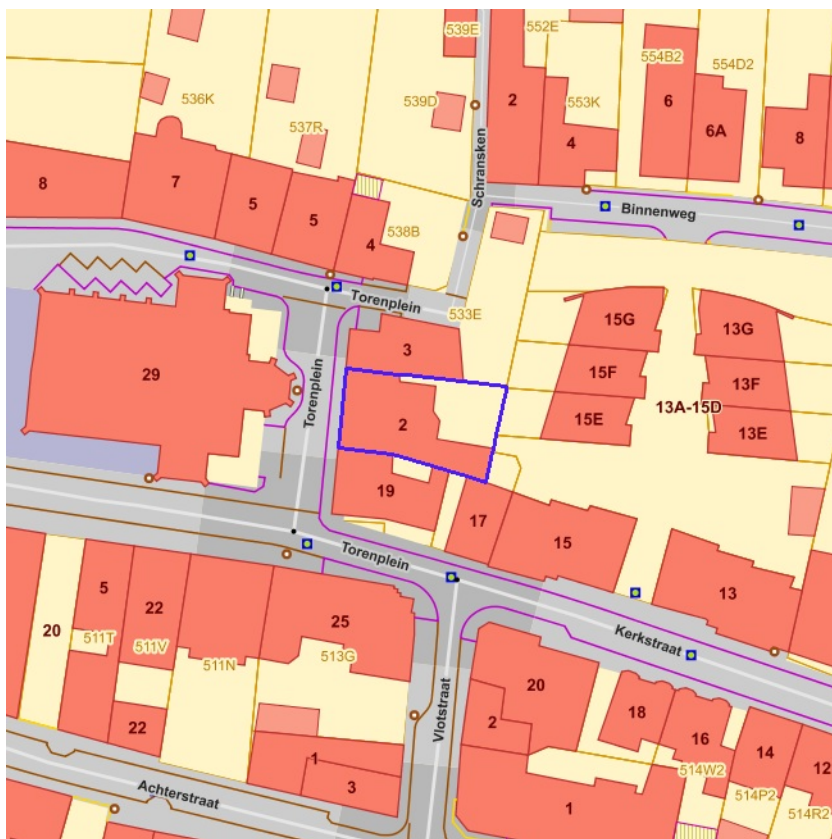 539E
552E
554B2
554D2
536K
2
553K
6
539D
6A
8
537R
4
Schransken
8
7
5
5
4
538B
Binnenweg
Torenplein
533E
15G
13G
3
15F
13F
29
Torenplein
13A-15D
2
15E
13E
19
17
15
Torenplein
13
5
22
20
511T
511V
511N
25
513G
Kerkstraat
20
18
2
16
14
12
Vlotstraat
514W2
22
1
3
1
514P2
514R2
Achterstraat